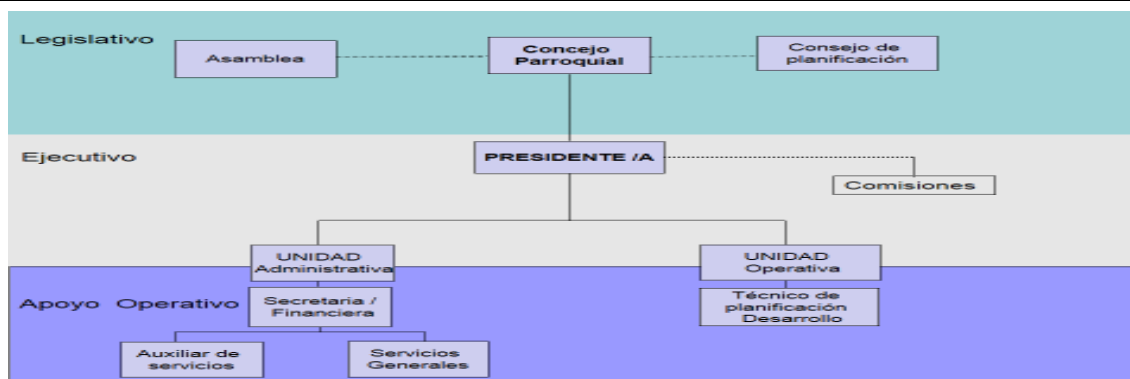 Legislativo
Asamblea
Concejo
Parroquial
Consejo de
planificación
Ejecutivo
PRESIDENTE /A
Comisiones
UNIDAD
Administrativa
UNIDAD
Operativa
Apoyo Operativo
Secretaria /
Financiera
Técnico de
planificación
Desarrollo
Auxiliar de
servicios
Servicios
Generales